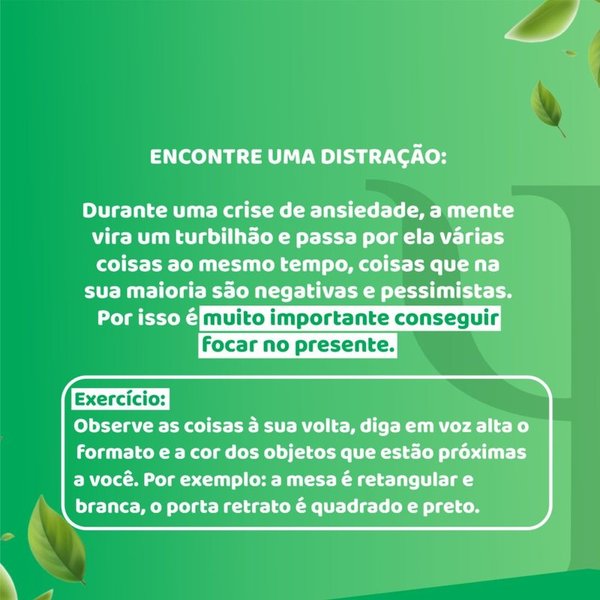 ENCONTRE UMA DISTRAÇÃO:
Durante uma crise de ansiedade, a mente
vira um turbilhão e passa por ela várias
coisas ao mesmo tempo, coisas que na
sua maioria são negativas e pessimistas.
Por isso é muito importante conseguir
focar no presente.
Exercício:
Observe as coisas à sua volta, diga em voz alta o
formato e a cor dos objetos que estão próximas
a você. Por exemplo: a mesa é retangular e
branca, o porta retrato é quadrado e preto.